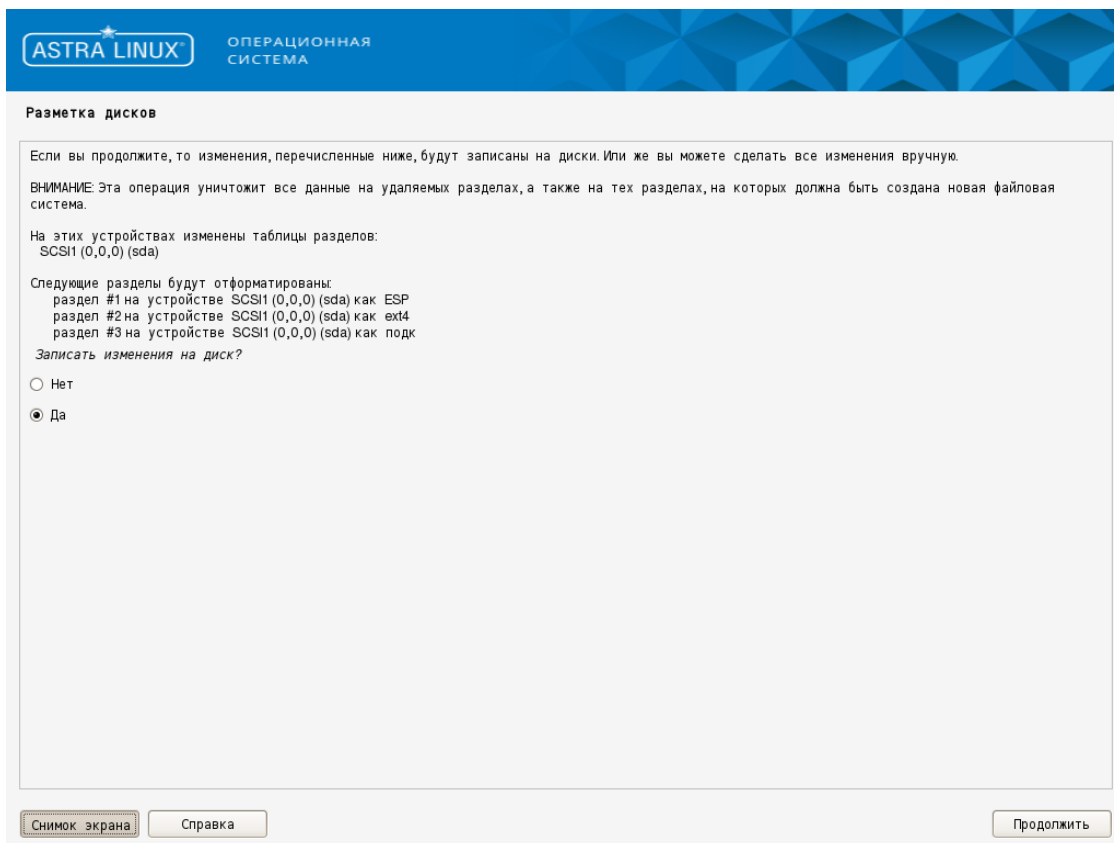 ASTRA LINUX®
ОПЕРАЦИОННАЯ
СИСТЕМА
Разметка дисков
Если вы продолжите, то изменения, перечисленные ниже, будут записаны на диски. Или же вы можете сделать все изменения вручную.
ВНИМАНИЕ: Эта операция уничтожит все данные на удаляемых разделах, а также на тех разделах, на которых должна быть создана новая файловая
система.
На этих устройствах изменены таблицы разделов:
SCSI1 (0,0,0) (sda)
Следующие разделы будут отформатированы:
раздел #1 на устройстве SCSI1 (0,0,0) (sda) как ESP
раздел #2 на устройстве SCSI1 (0,0,0) (sda) как ext4
раздел #3 на устройстве SCSI1 (0,0,0) (sda) как подк
Записать изменения на диск?
Нет
Да
Снимок экрана
Справка
Продолжить